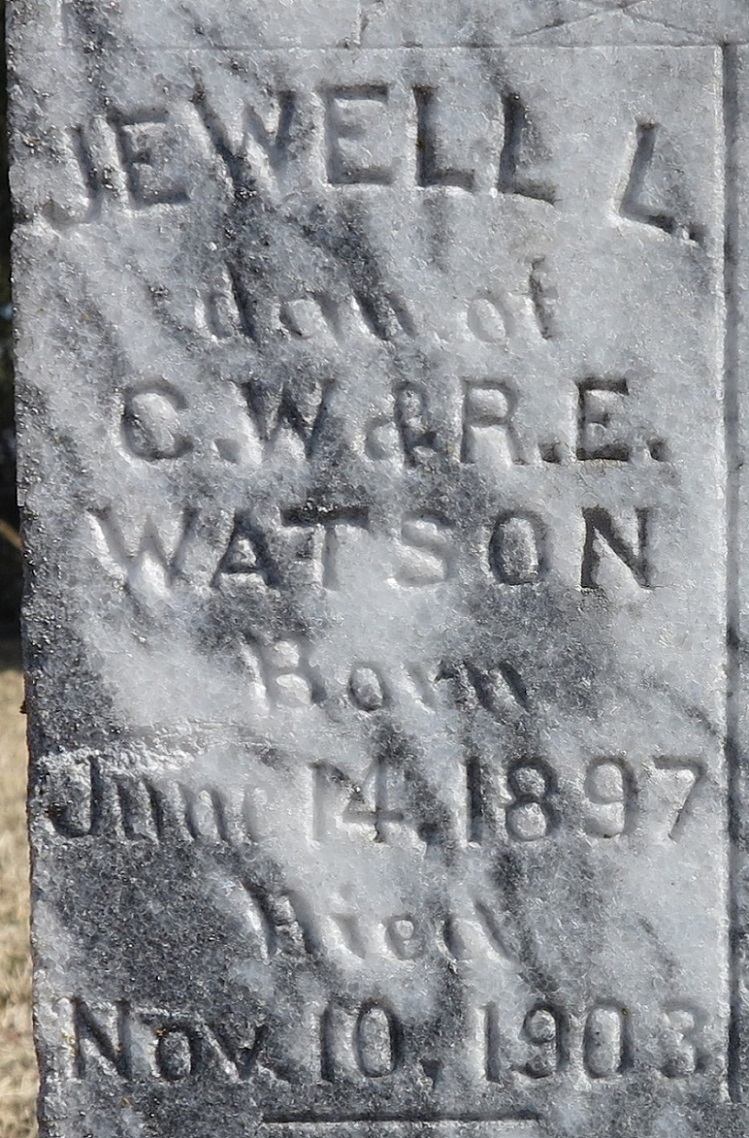 JEWELL L.
dau. of
C. W. & R. E.
WATSON
Born
June 14, 1897
Died
Nov. 10, 1903